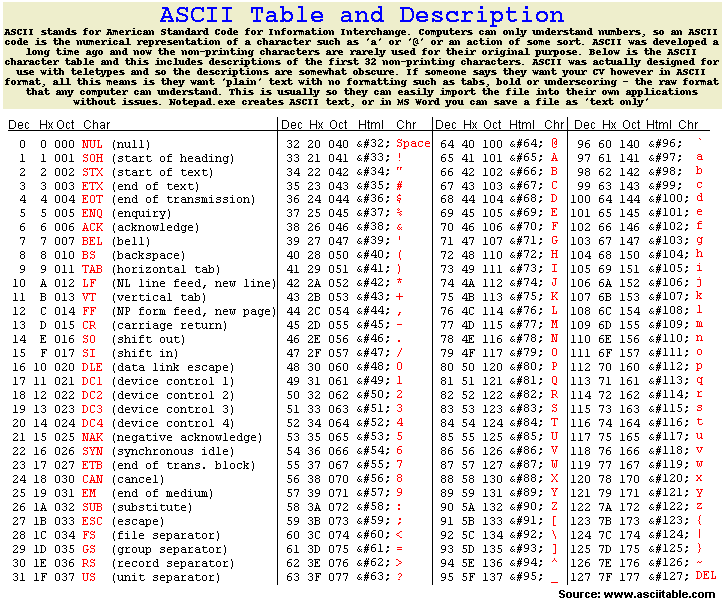 ASCII Table and Description
ASCII stands for American Standard Code for Information Interchange. Computers can only understand numbers, so an ASCII
code is the numerical representation of a character such as 'a' or '@' or an action of some sort. ASCII was developed a
long time ago and now the non-printing characters are rarely used for their original purpose. Below is the ASCII
character table and this includes descriptions of the first 32 non-printing characters. ASCII was actually designed for
use with teletypes and so the descriptions are somewhat obscure. If someone says they want your CV however in ASCII
format, all this means is they want 'plain' text with no formatting such as tabs, bold or underscoring - the raw format
that any computer can understand. This is usually so they can easily import the file into their own applications
without issues. Notepad.exe creates ASCII text, or in MS Word you can save a file as 'text only'
Dec Hx Oct Char Dec Hx Oct Html Chr Dec Hx Oct Html Chr Dec Hx Oct Html Chr
0 0 000 NUL (null) 32 20 040 &#32; Space 64 40 100 &#64; @ 96 60 140 &#96; `
1 1 001 SOH (start of heading) 33 21 041 &#33; ! 65 41 101 &#65; A 97 61 141 &#97; a
2 2 002 STX (start of text) 34 22 042 &#34; " 66 42 102 &#66; B 98 62 142 &#98; b
3 3 003 ETX (end of text) 35 23 043 &#35; # 67 43 103 &#67; C 99 63 143 &#99; c
4 4 004 EOT (end of transmission) 36 24 044 &#36; $ 68 44 104 &#68; D 100 64 144 &#100; d
5 5 005 ENQ (enquiry) 37 25 045 &#37; % 69 45 105 &#69; E 101 65 145 &#101; e
6 6 006 ACK (acknowledge) 38 26 046 &#38; & 70 46 106 &#70; F 102 66 146 &#102; f
7 7 007 BEL (bell) 39 27 047 &#39; ' 71 47 107 &#71; G 103 67 147 &#103; g
8 8 010 BS (backspace) 40 28 050 &#40; ( 72 48 110 &#72; H 104 68 150 &#104; h
9 9 011 TAB (horizontal tab) 41 29 051 &#41; ) 73 49 111 &#73; I 105 69 151 &#105; i
10 A 012 LF (NL line feed, new line) 42 2A 052 &#42; * 74 4A 112 &#74; J 106 6A 152 &#106; j
11 B 013 VT (vertical tab) 43 2B 053 &#43; + 75 4B 113 &#75; K 107 6B 153 &#107; k
12 C 014 FF (NP form feed, new page) 44 2C 054 &#44; , 76 4C 114 &#76; L 108 6C 154 &#108; l
13 D 015 CR (carriage return) 45 2D 055 &#45; - 77 4D 115 &#77; M 109 6D 155 &#109; m
14 E 016 SO (shift out) 46 2E 056 &#46; . 78 4E 116 &#78; N 110 6E 156 &#110; n
15 F 017 SI (shift in) 47 2F 057 &#47; / 79 4F 117 &#79; O 111 6F 157 &#111; o
16 10 020 DLE (data link escape) 48 30 060 &#48; 0 80 50 120 &#80; P 112 70 160 &#112; p
17 11 021 DC1 (device control 1) 49 31 061 &#49; 1 81 51 121 &#81; Q 113 71 161 &#113; q
18 12 022 DC2 (device control 2) 50 32 062 &#50; 2 82 52 122 &#82; R 114 72 162 &#114; r
19 13 023 DC3 (device control 3) 51 33 063 &#51; 3 83 53 123 &#83; S 115 73 163 &#115; s
20 14 024 DC4 (device control 4) 52 34 064 &#52; 4 84 54 124 &#84; T 116 74 164 &#116; t
21 15 025 NAK (negative acknowledge) 53 35 065 &#53; 5 85 55 125 &#85; U 117 75 165 &#117; u
22 16 026 SYN (synchronous idle) 54 36 066 &#54; 6 86 56 126 &#86; V 118 76 166 &#118; v
23 17 027 ETB (end of trans. block) 55 37 067 &#55; 7 87 57 127 &#87; W 119 77 167 &#119; w
24 18 030 CAN (cancel) 56 38 070 &#56; 8 88 58 130 &#88; X 120 78 170 &#120; x
25 19 031 EM (end of medium) 57 39 071 &#57; 9 89 59 131 &#89; Y 121 79 171 &#121; y
26 1A 032 SUB (substitute) 58 3A 072 &#58; : 90 5A 132 &#90; Z 122 7A 172 &#122; z
27 1B 033 ESC (escape) 59 3B 073 &#59; ; 91 5B 133 &#91; [ 123 7B 173 &#123; {
28 1C 034 FS (file separator) 60 3C 074 &#60; < 92 5C 134 &#92; \ 124 7C 174 &#124; |
29 1D 035 GS (group separator) 61 3D 075 &#61; = 93 5D 135 &#93; ] 125 7D 175 &#125; }
30 1E 036 RS (record separator) 62 3E 076 &#62; > 94 5E 136 &#94; ^ 126 7E 176 &#126; ~
31 1F 037 US (unit separator) 63 3F 077 &#63; ? 95 5F 137 &#95; _ 127 7F 177 &#127; DEL
Source: www.asciitable.com